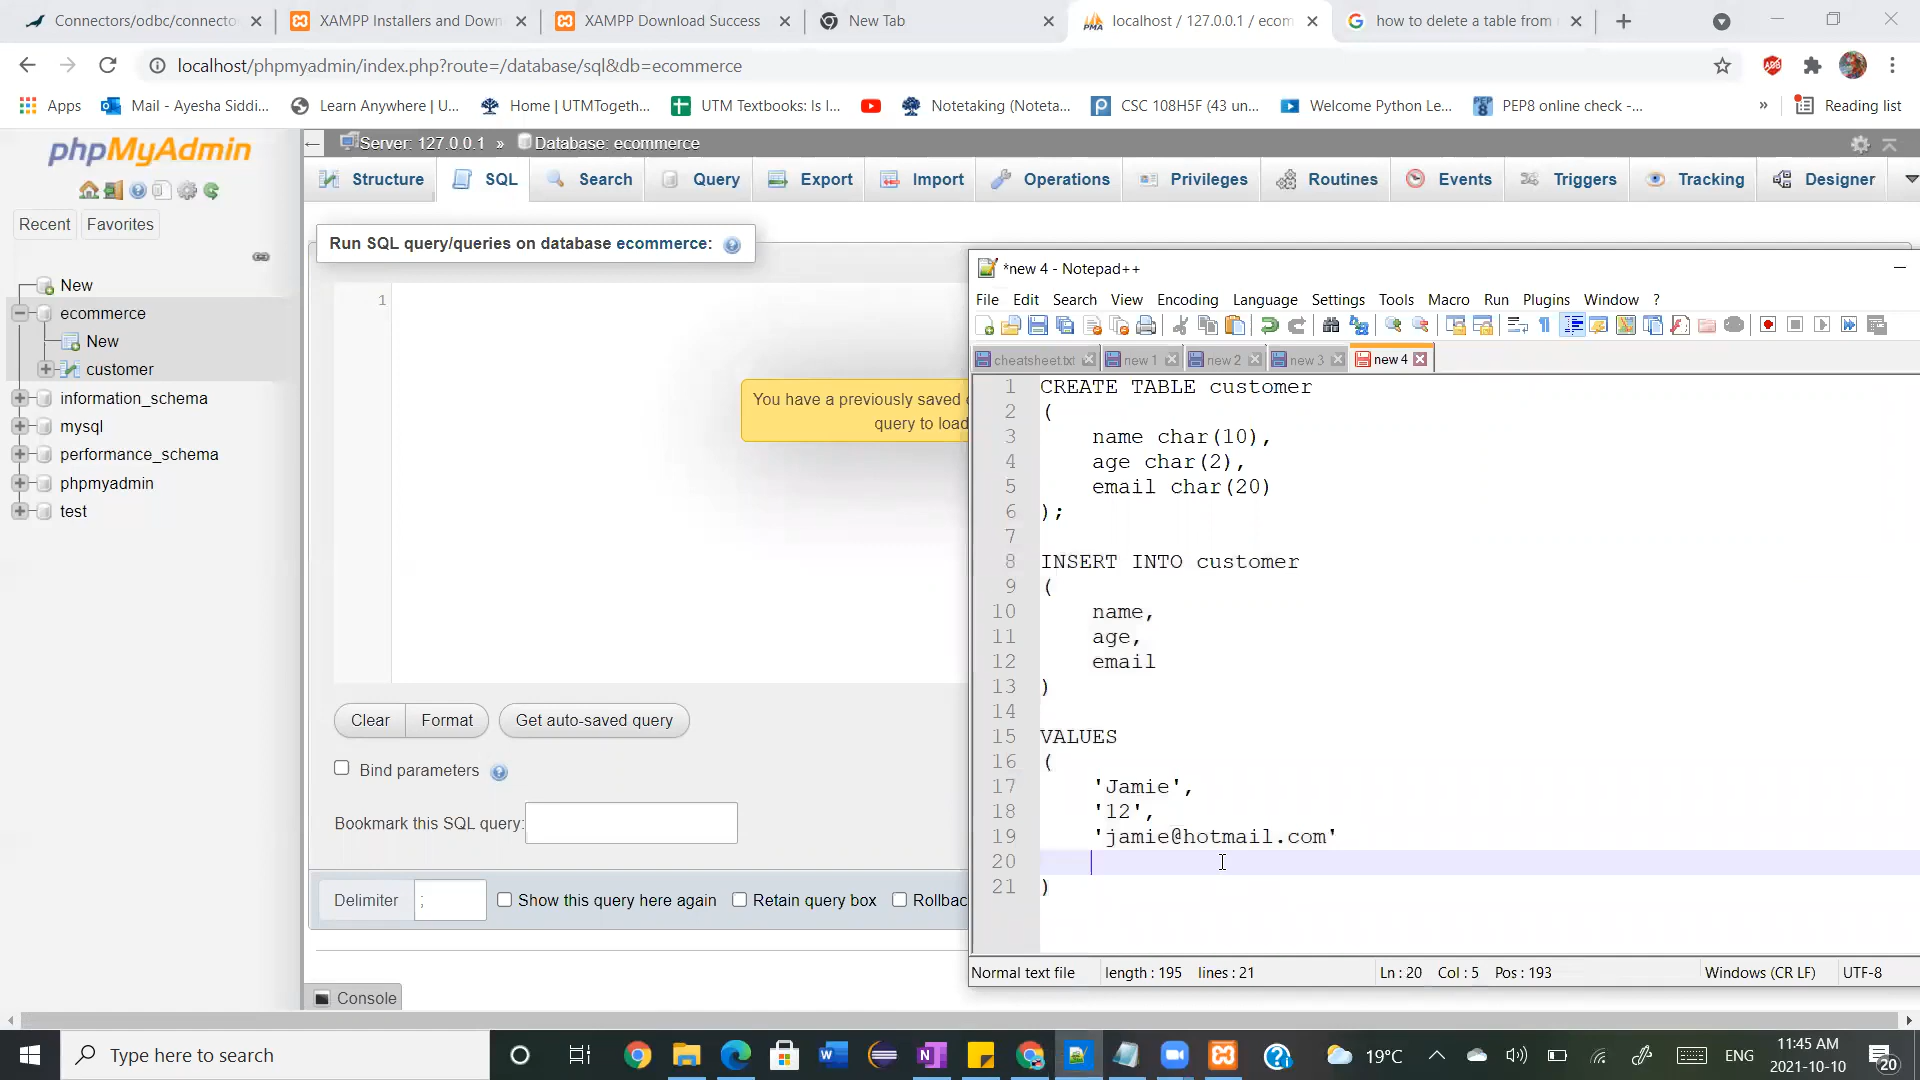 Connectors/odbc/connecto
XAMPP Installers and Down
XAMPP Download Success
New Tab
localhost / 127.0.0.1 / ecom
how to delete a table from
localhost/phpmyadmin/index.php?route=/database/sql&db=ecommerce
Apps
Mail - Ayesha Siddi...
Learn Anywhere | U...
Home | UTMTogeth...
UTM Textbooks: Is I...
Notetaking (Noteta...
CSC 108H5F (43 un...
Welcome Python Le...
PEP8 online check -...
»
Reading list
phpMyAdmin
Recent
Favorites
New
ecommerce
New
customer
information_schema
mysql
performance_schema
phpmyadmin
test
Server: 127.0.0.1 » Database: ecommerce
Structure
SQL
Search
Query
Export
Import
Operations
Privileges
Routines
Events
Triggers
Tracking
Designer
Run SQL query/queries on database ecommerce:
1
You have a previously saved
query to load
Clear
Format
Get auto-saved query
Bind parameters
Bookmark this SQL query:
Delimiter
;
Show this query here again
Retain query box
Rollbac
Console
*new 4 - Notepad++
File Edit Search View Encoding Language Settings Tools Macro Run Plugins Window ?
cheatsheet.txt
new 1
new 2
new 3
new 4
1 CREATE TABLE customer
2 (
3 name char(10),
4 age char(2),
5 email char(20)
6 );
7
8 INSERT INTO customer
9 (
10 name,
11 age,
12 email
13 )
14
15 VALUES
16 (
17 'Jamie',
18 '12',
19 'jamie@hotmail.com'
20
21 )
Normal text file
length : 195 lines : 21
Ln : 20 Col : 5 Pos : 193
Windows (CR LF)
UTF-8
Type here to search
19°C
ENG
11:45 AM
2021-10-10
20